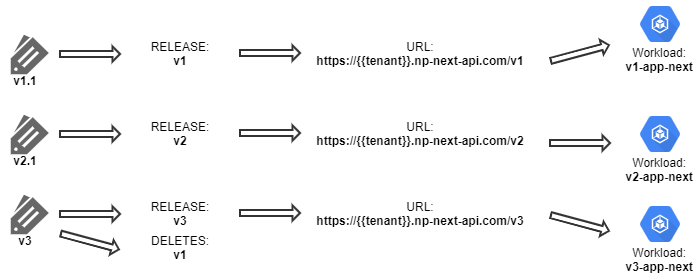 v1.1
RELEASE:
v1
URL:
https://{{tenant}}.np-next-api.com/v1
Workload:
v1-app-next
v2.1
RELEASE:
v2
URL:
https://{{tenant}}.np-next-api.com/v2
Workload:
v2-app-next
v3
RELEASE:
v3
DELETES:
v1
URL:
https://{{tenant}}.np-next-api.com/v3
Workload:
v3-app-next